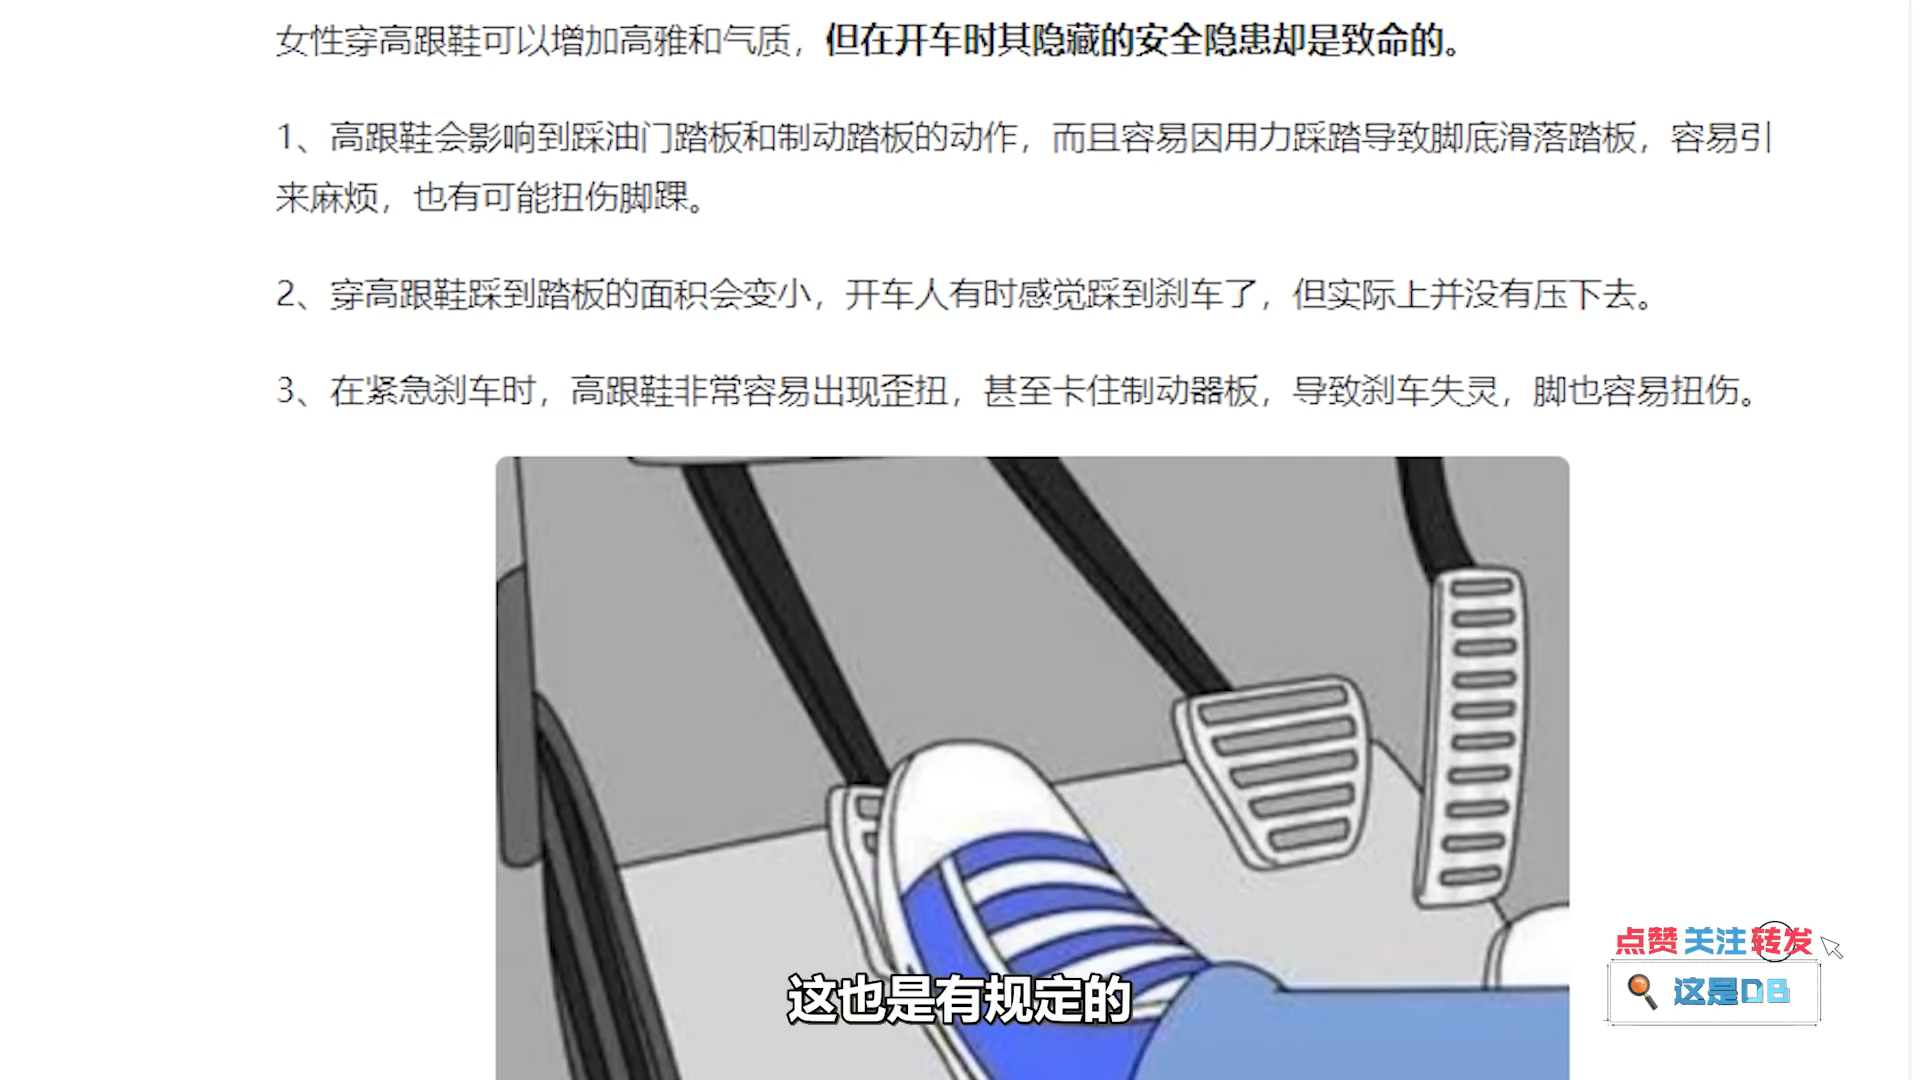 女性穿高跟鞋可以增加高雅和气质，但在开车时其隐藏的安全隐患却是致命的。
1、高跟鞋会影响到踩油门踏板和制动踏板的动作，而且容易因用力踩踏导致脚底滑落踏板，容易引
来麻烦，也有可能扭伤脚踝。
2、穿高跟鞋踩到踏板的面积会变小，开车人有时感觉踩到刹车了，但实际上并没有压下去。
3、在紧急刹车时，高跟鞋非常容易出现歪扭，甚至卡住制动器板，导致刹车失灵，脚也容易扭伤。
点赞 关注 转发
这是DB
这也是有规定的